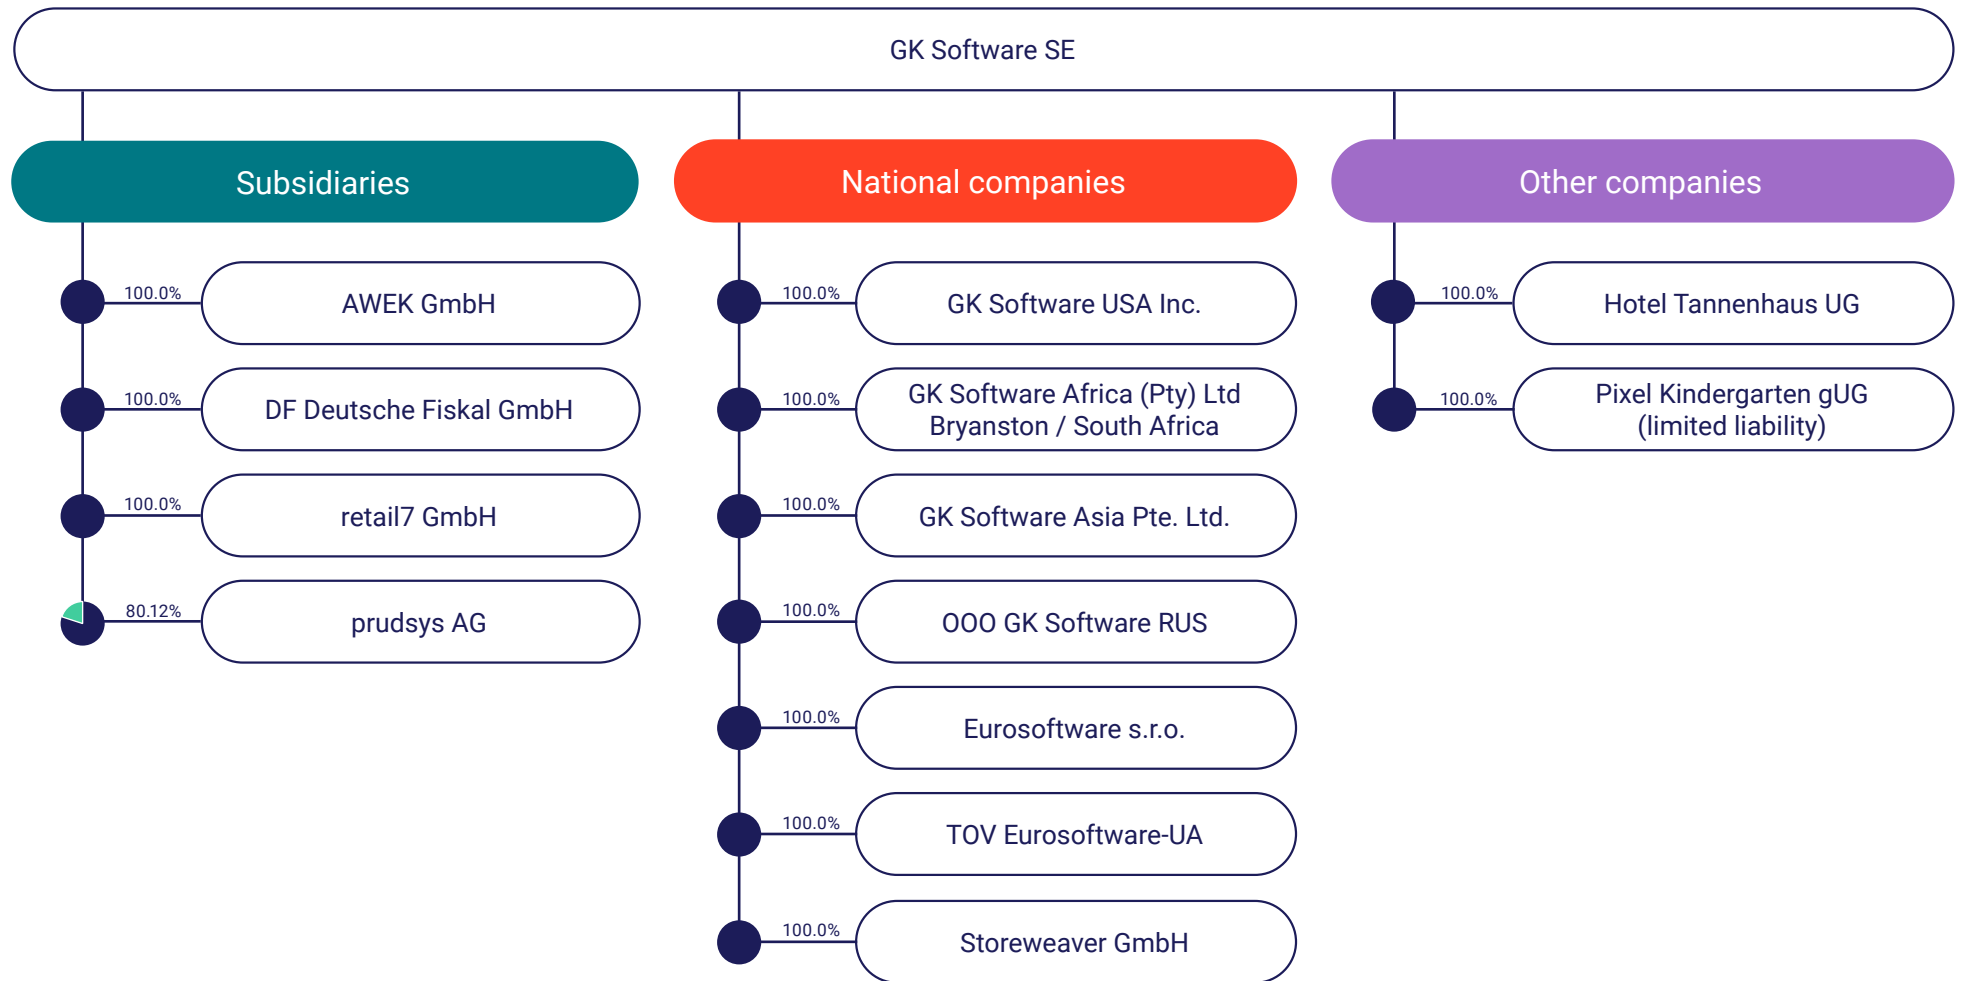 GK Software SE
Subsidiaries
100.0%
AWEK GmbH
100.0%
DF Deutsche Fiskal GmbH
100.0%
retail7 GmbH
80.12%
prudsys AG
National companies
100.0%
GK Software USA Inc.
100.0%
GK Software Africa (Pty) Ltd
Bryanston / South Africa
100.0%
GK Software Asia Pte. Ltd.
100.0%
OOO GK Software RUS
100.0%
Eurosoftware s.r.o.
100.0%
TOV Eurosoftware-UA
100.0%
Storeweaver GmbH
Other companies
100.0%
Hotel Tannenhaus UG
100.0%
Pixel Kindergarten gUG
(limited liability)